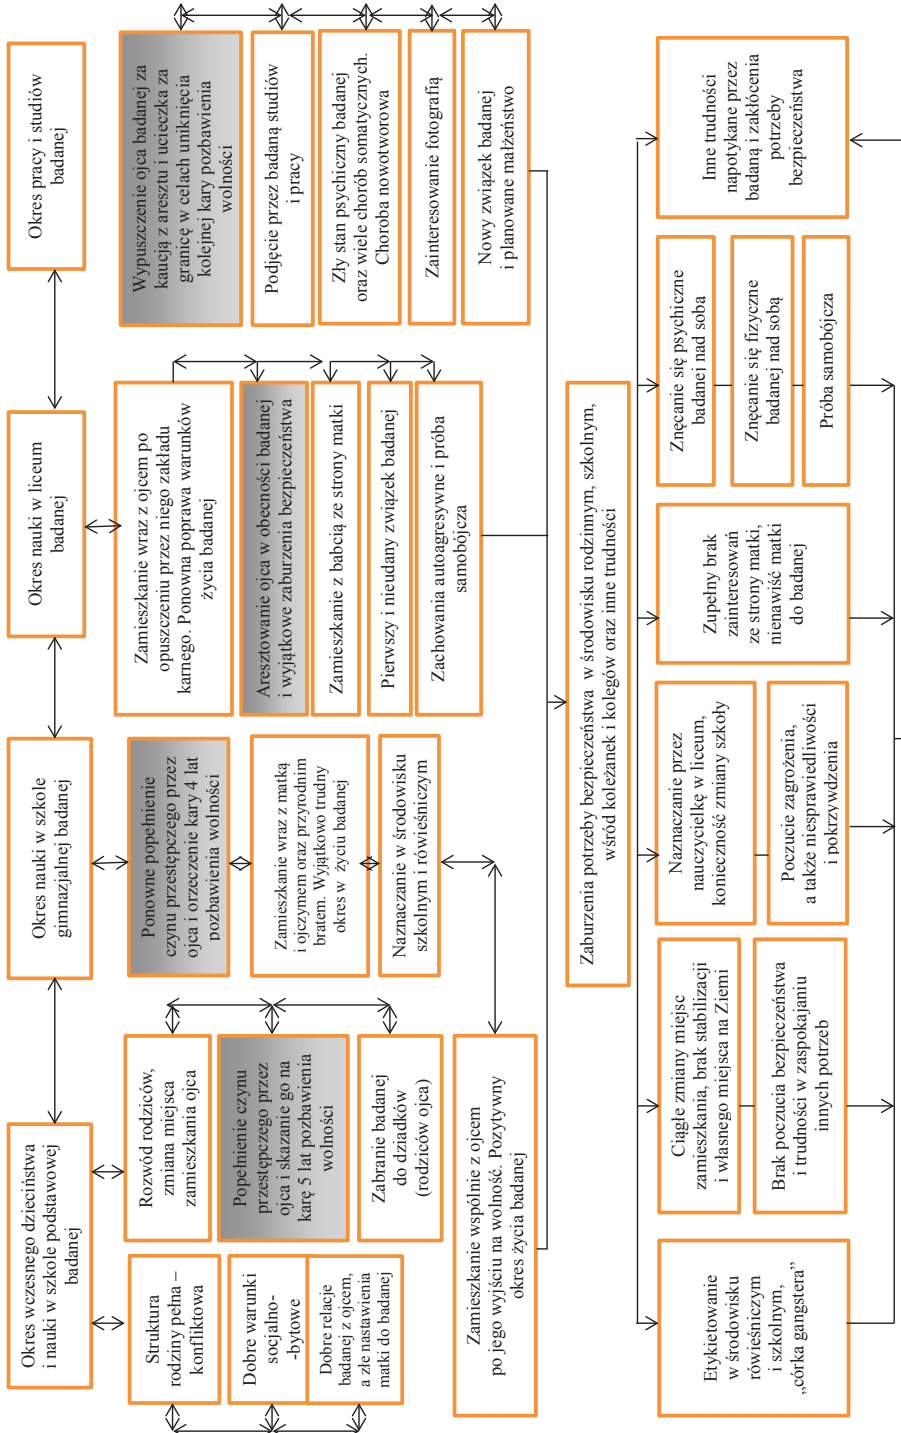 Okres wczesnego dzieciństwa
i nauki w szkole podstawowej
badanej
Okres nauki w szkole
gimnazjalnej badanej
Okres nauki w liceum
badanej
Okres pracy i studiów
badanej
Struktura
rodziny pełna –
konfliktowa
Dobre warunki
socjalno-
-bytowe
Dobre relacje
badanej z ojcem,
a złe nastawienia
matki do badanej
Rozwód rodziców,
zmiana miejsca
zamieszkania ojca
Popełnienie czynu
przestępczego przez
ojca i skazanie go na
karę 5 lat pozbawienia
wolności
Zabranie badanej
do dziadków
(rodziców ojca)
Zamieszkanie wspólnie z ojcem
po jego wyjściu na wolność. Pozytywny
okres życia badanej
Ponowne popełnienie
czynu przestępczego przez
ojca i orzeczenie kary 4 lat
pozbawienia wolności
Zamieszkanie wraz z matką
i ojczymem oraz przyrodnim
bratem. Wyjątkowo trudny
okres w życiu badanej
Naznaczanie w środowisku
szkolnym i rówieśniczym
Zamieszkanie wraz z ojcem po
opuszczeniu przez niego zakładu
karnego. Ponowna poprawa warunków
życia badanej
Aresztowanie ojca w obecności badanej
i wyjątkowe zaburzenia bezpieczeństwa
Zamieszkanie z babcią ze strony matki
Pierwszy i nieudany związek badanej
Zachowania autoagresywne i próba
samobójcza
Wypuszczenie ojca badanej za
kaucją z aresztu i ucieczka za
granicę w celach uniknięcia
kolejnej kary pozbawienia
wolności
Podjęcie przez badaną studiów
i pracy
Zły stan psychiczny badanej
oraz wiele chorób somatycznych.
Choroba nowotworowa
Zainteresowanie fotografią
Nowy związek badanej
i planowane małżeństwo
Zaburzenia potrzeby bezpieczeństwa w środowisku rodzinnym, szkolnym,
wśród koleżanek i kolegów oraz inne trudności
Etykietowanie
w środowisku
rówieśniczym
i szkolnym,
„córka gangstera”
Ciągłe zmiany miejsc
zamieszkania, brak stabilizacji
i własnego miejsca na Ziemi
Brak poczucia bezpieczeństwa
i trudności w zaspokajaniu
innych potrzeb
Naznaczanie przez
nauczycielkę w liceum,
konieczność zmiany szkoły
Poczucie zagrożenia,
a także niesprawiedliwości
i pokrzywdzenia
Zupełny brak
zainteresowań
ze strony matki,
nienawiść matki
do badanej
Znęcanie się psychiczne
badanej nad soba
Znęcanie się fizyczne
badanej nad sobą
Próba samobójcza
Inne trudności
napotykane przez
badaną i zakłócenia
potrzeby
bezpieczeństwa